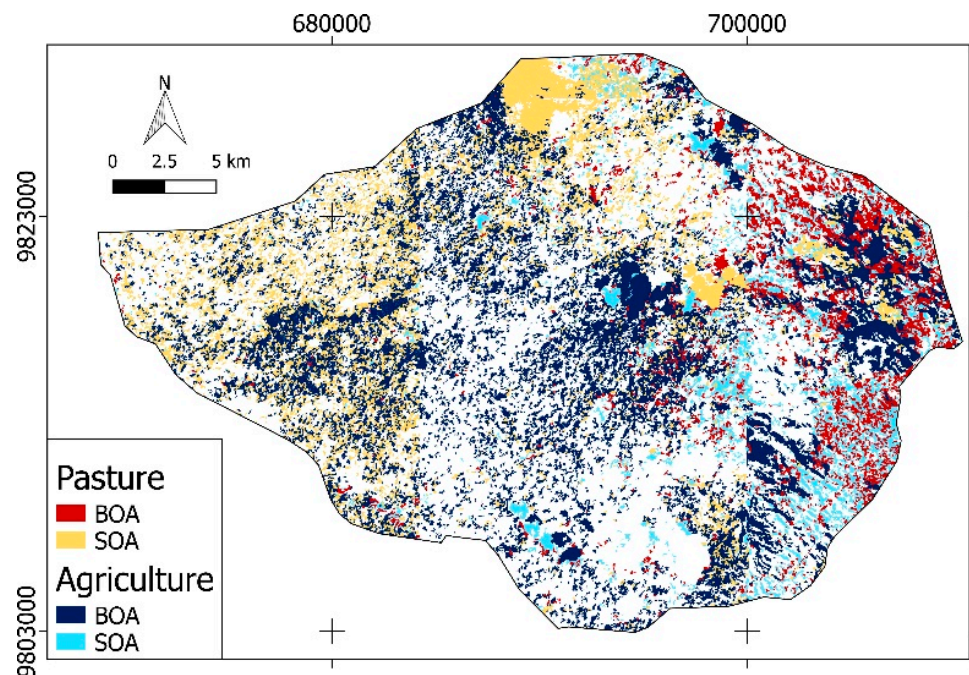 680000 700000
N
0 2.5 5 km
9823000
Pasture
BOA
SOA
Agriculture
BOA
SOA
9803000